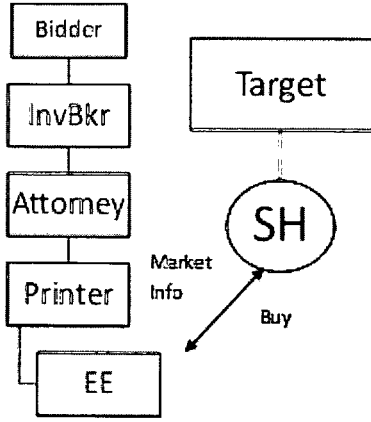 Bidder
InvBkr
Attorney
Printer
EE
Target
SH
Market
Info
Buy